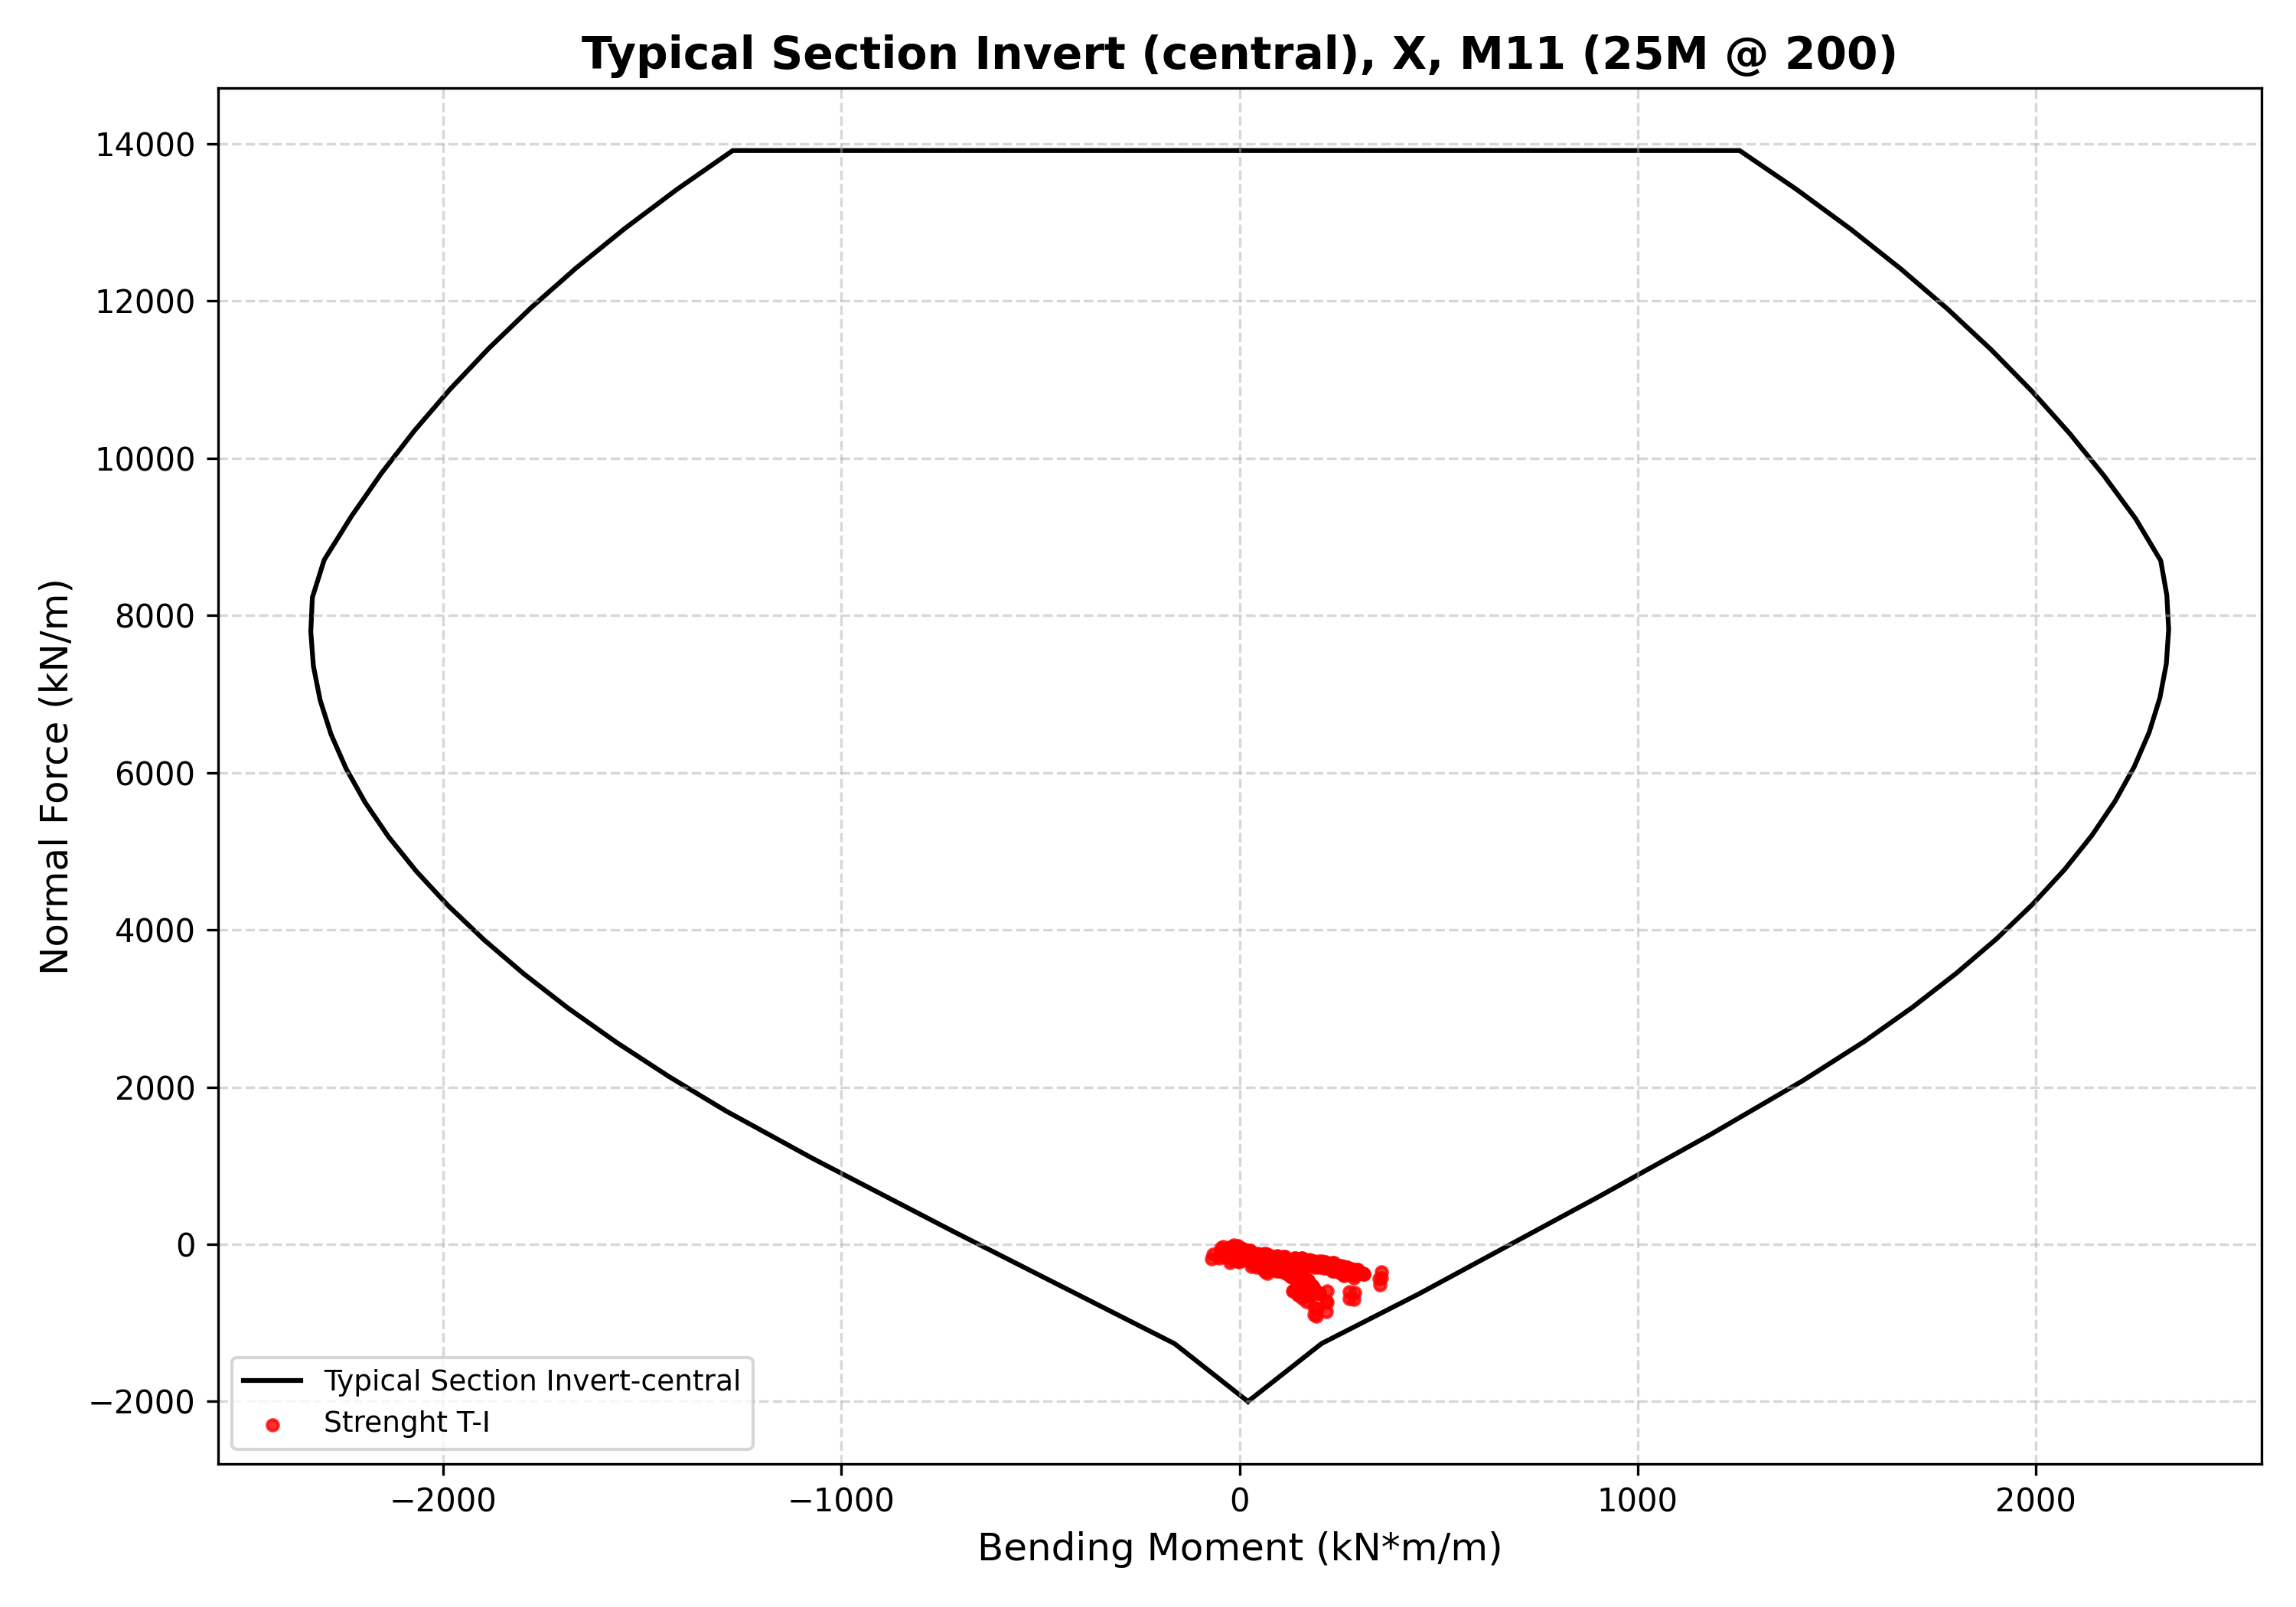 Typical Section Invert (central), X, M11 (25M @ 200)
Normal Force (kN/m)
14000
12000
10000
8000
6000
4000
2000
0
−2000
Typical Section Invert-central
Strenght T-I
−2000
−1000
0
1000
2000
Bending Moment (kN*m/m)